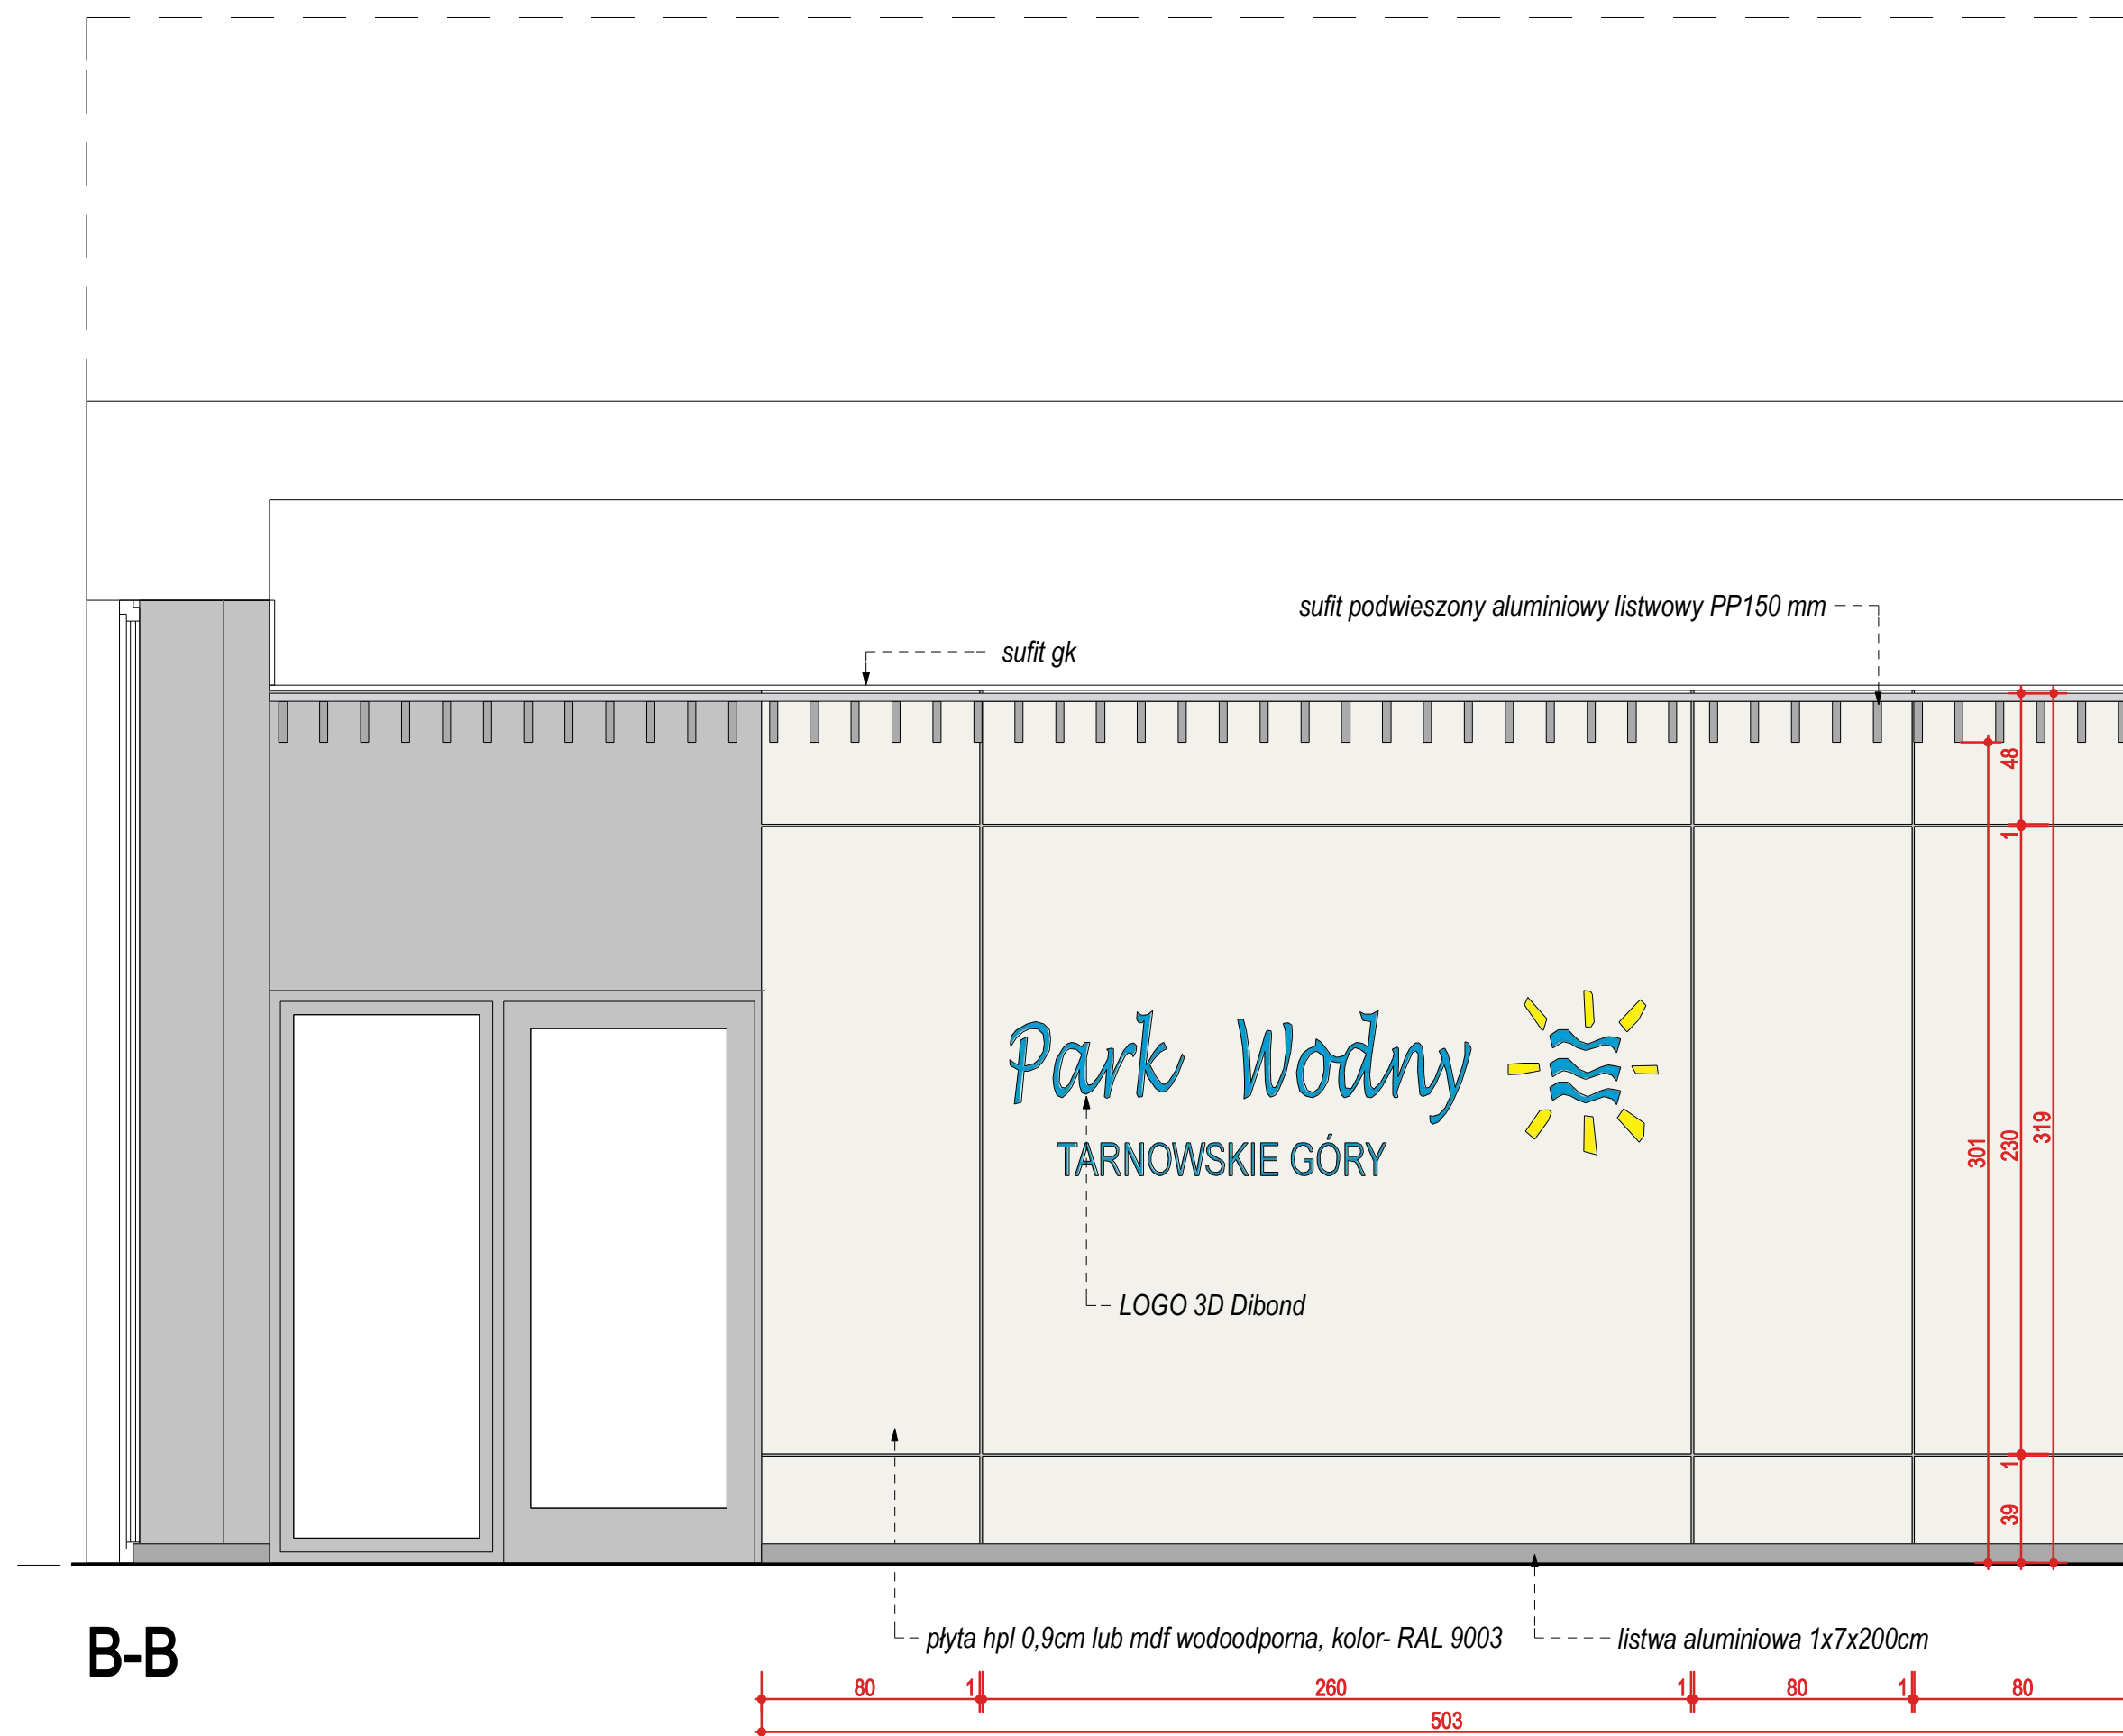 sufit podwieszony aluminiowy listwowy PP150 mm
sufit gk
48
1
Park Wodny
TARNOWSKIE GÓRY
301
230
319
LOGO 3D Dibond
1
39
B-B
płyta hpl 0,9cm lub mdf wodoodporna, kolor- RAL 9003
listwa aluminiowa 1x7x200cm
80 1 260 1 80 1 80
503